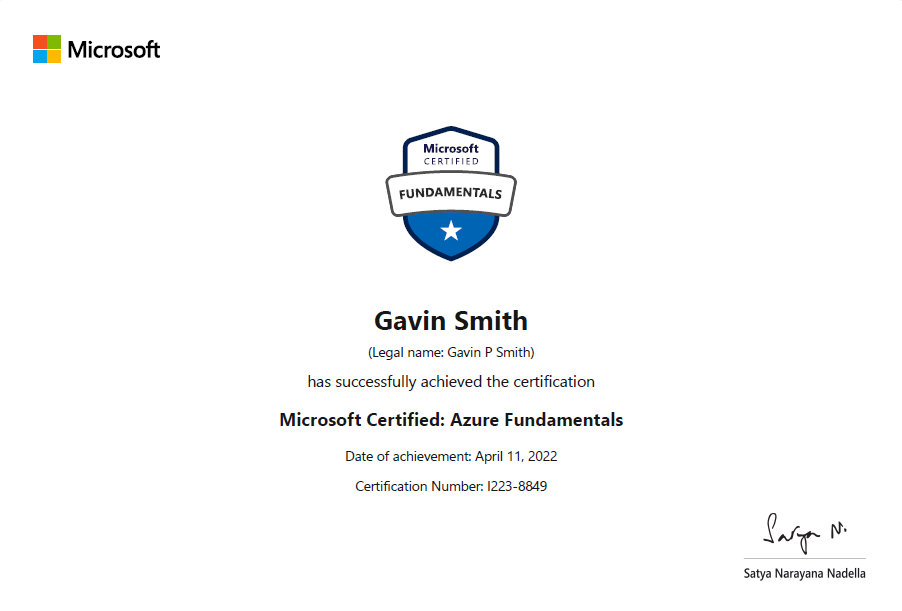 Microsoft
Microsoft
CERTIFIED
FUNDAMENTALS
Gavin Smith
(Legal name: Gavin P Smith)
has successfully achieved the certification
Microsoft Certified: Azure Fundamentals
Date of achievement: April 11, 2022
Certification Number: I223-8849
Satya N.
Satya Narayana Nadella